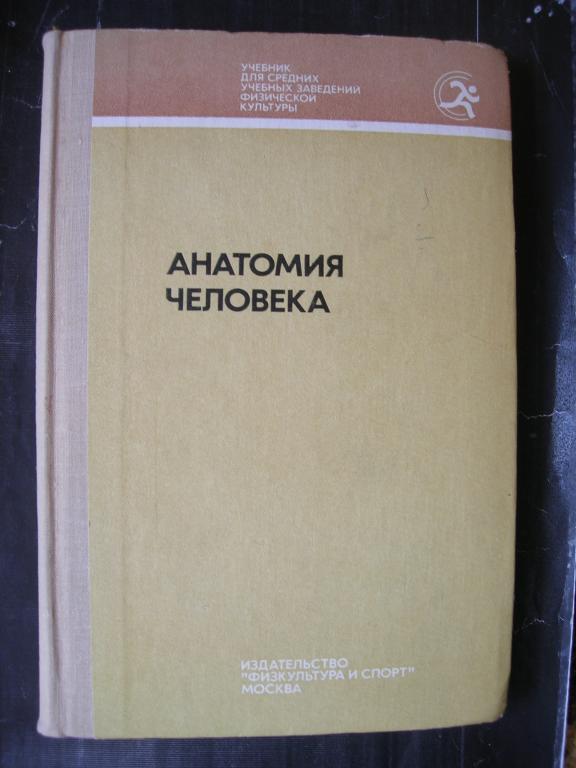 УЧЕБНИК
ДЛЯ СРЕДНИХ
УЧЕБНЫХ ЗАВЕДЕНИЙ
ФИЗИЧЕСКОЙ
КУЛЬТУРЫ
АНАТОМИЯ
ЧЕЛОВЕКА
ИЗДАТЕЛЬСТВО
"ФИЗКУЛЬТУРА И СПОРТ"
МОСКВА